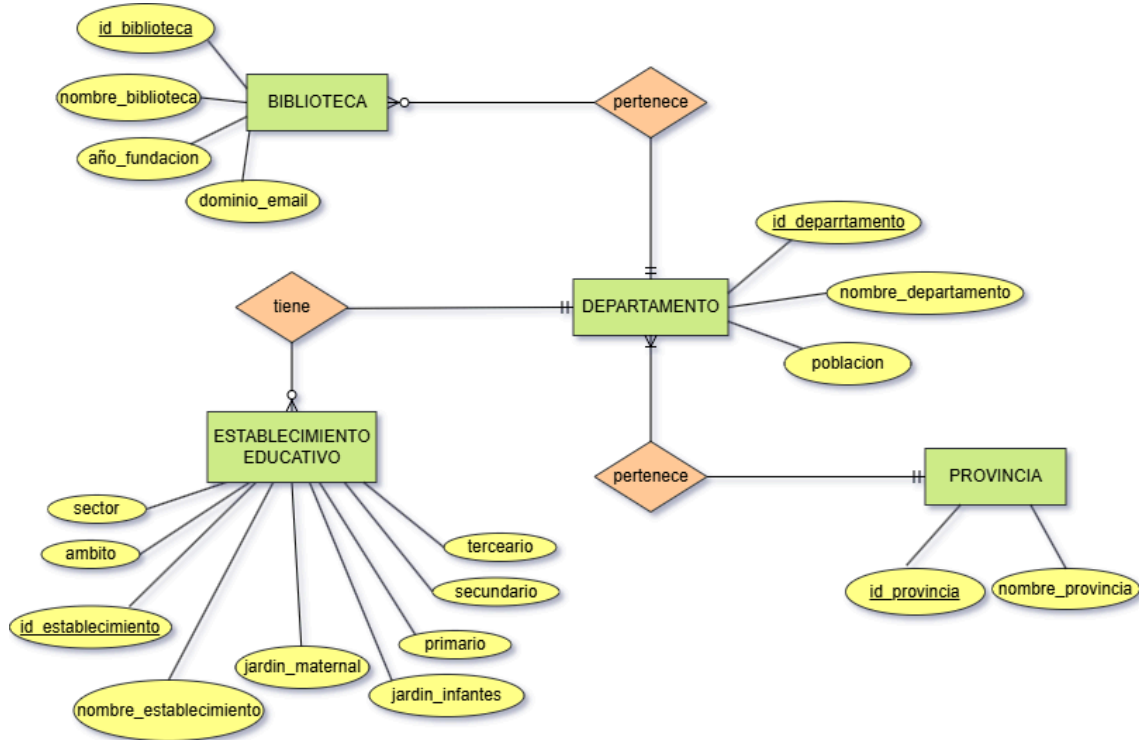 id_biblioteca
nombre_biblioteca
BIBLIOTECA
pertenece
año_fundacion
dominio_email
id_deparrtamento
tiene
DEPARTAMENTO
nombre_departamento
poblacion
ESTABLECIMIENTO
EDUCATIVO
pertenece
PROVINCIA
sector
ambito
terceario
secundario
id_establecimiento
id_provincia
nombre_provincia
primario
jardin_maternal
jardin_infantes
nombre_establecimiento